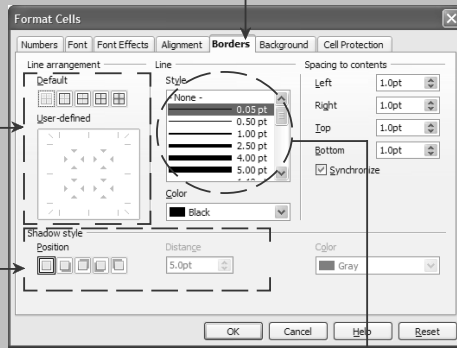 Format Cells
Numbers Font Font Effects Alignment Borders Background Cell Protection
Line arrangement
Default
User-defined
Line
Style
- None -
0.05 pt
0.50 pt
1.00 pt
2.50 pt
4.00 pt
5.00 pt
Color
Black
Spacing to contents
Left 1.0pt
Right 1.0pt
Top 1.0pt
Bottom 1.0pt
Synchronize
Shadow style
Position
Distance
5.0pt
Color
Gray
OK Cancel Help Reset